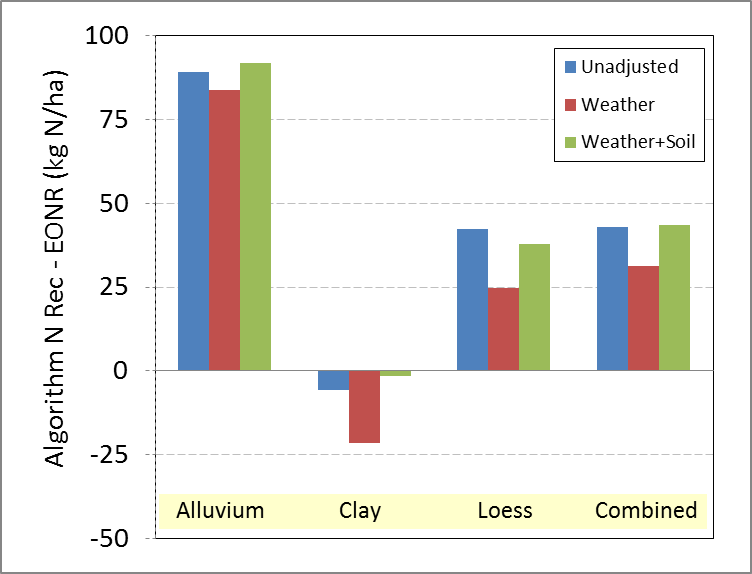 Algorithm N Rec - EONR (kg N/ha)
100
75
50
25
0
-25
-50
Unadjusted
Weather
Weather+Soil
Alluvium Clay Loess Combined